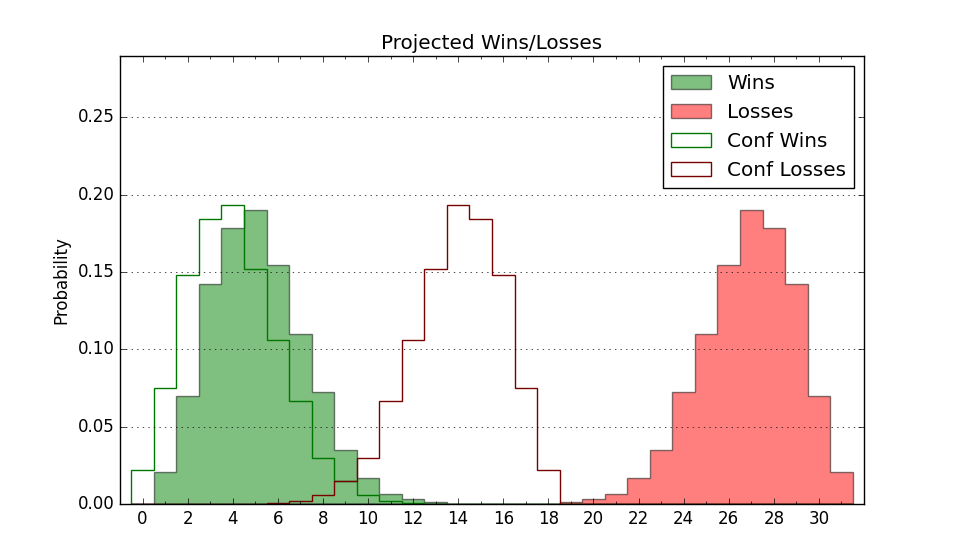 Projected Wins/Losses
Wins
Losses
Conf Wins
Conf Losses
Probability
0.25
0.20
0.15
0.10
0.05
0.00
0 2 4 6 8 10 12 14 16 18 20 22 24 26 28 30